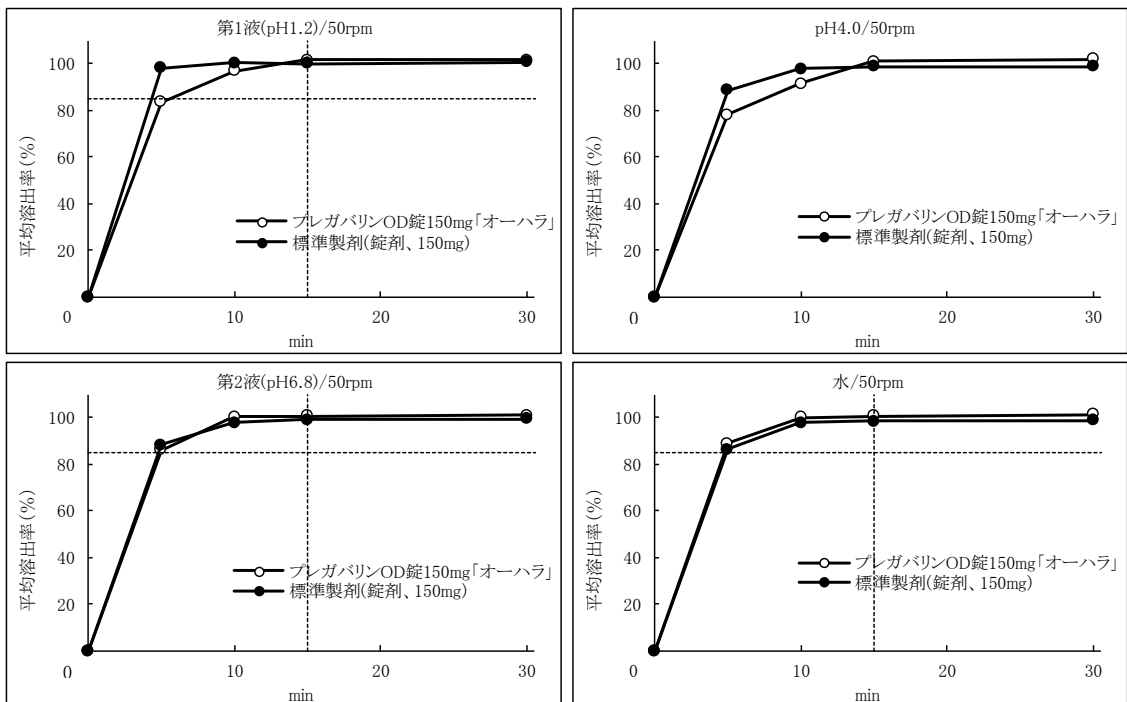 第1液(pH1.2)/50rpm
平均溶出率(%)
100
80
60
40
20
0
10
20
30
min
プレガバリンOD錠150mg「オーハラ」
標準製剤(錠剤、150mg)
pH4.0/50rpm
平均溶出率(%)
100
80
60
40
20
0
10
20
30
min
プレガバリンOD錠150mg「オーハラ」
標準製剤(錠剤、150mg)
第2液(pH6.8)/50rpm
平均溶出率(%)
100
80
60
40
20
0
10
20
30
min
プレガバリンOD錠150mg「オーハラ」
標準製剤(錠剤、150mg)
水/50rpm
平均溶出率(%)
100
80
60
40
20
0
10
20
30
min
プレガバリンOD錠150mg「オーハラ」
標準製剤(錠剤、150mg)